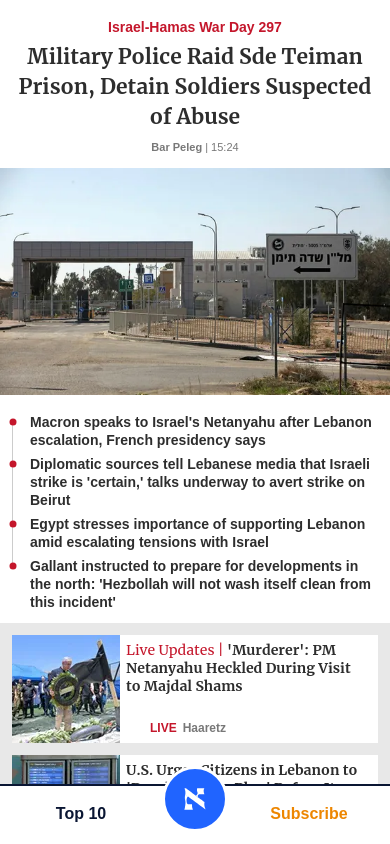 Israel-Hamas War Day 297
Military Police Raid Sde Teiman
Prison, Detain Soldiers Suspected
of Abuse
Bar Peleg | 15:24
מל"ן שדה תימן
Macron speaks to Israel's Netanyahu after Lebanon
escalation, French presidency says
Diplomatic sources tell Lebanese media that Israeli
strike is 'certain,' talks underway to avert strike on
Beirut
Egypt stresses importance of supporting Lebanon
amid escalating tensions with Israel
Gallant instructed to prepare for developments in
the north: 'Hezbollah will not wash itself clean from
this incident'
Live Updates | 'Murderer': PM
Netanyahu Heckled During Visit
to Majdal Shams
LIVE Haaretz
U.S. Urges Citizens in Lebanon to
Top 10
Subscribe